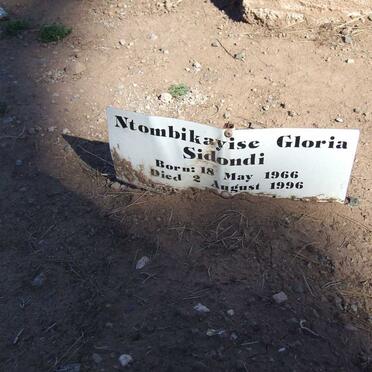 Ntombikayise Gloria
Sidondi
Born: 18 May 1966
Died 2 August 1996